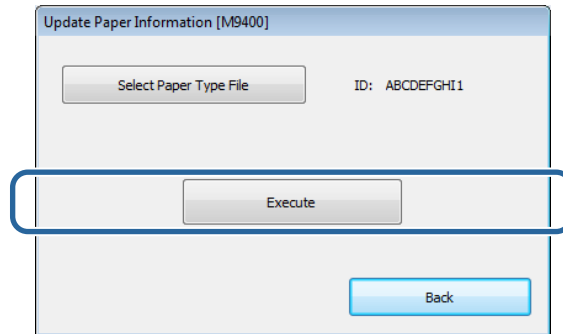 Update Paper Information [M9400]
Select Paper Type File ID: ABCDEFGHI1
Execute
Back